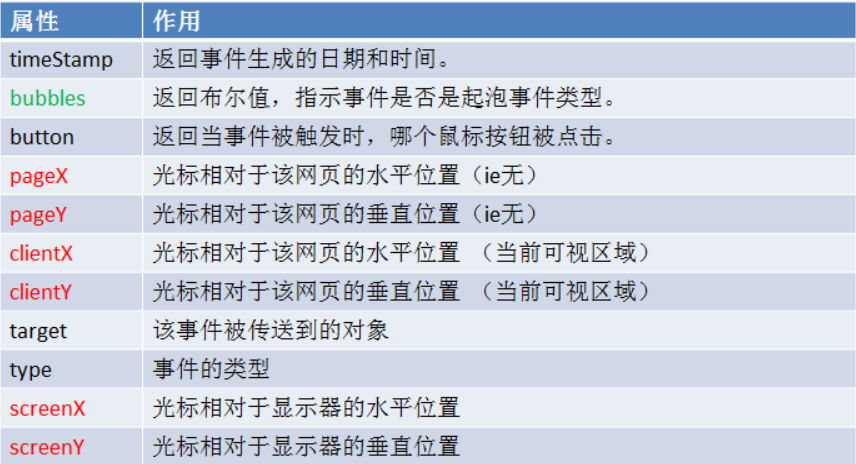 属性 作用
timeStamp 返回事件生成的日期和时间。
bubbles 返回布尔值，指示事件是否是起泡事件类型。
button 返回当事件被触发时，哪个鼠标按钮被点击。
pageX 光标相对于该网页的水平位置（ie无）
pageY 光标相对于该网页的垂直位置（ie无）
clientX 光标相对于该网页的水平位置 （当前可视区域）
clientY 光标相对于该网页的垂直位置 （当前可视区域）
target 该事件被传送到的对象
type 事件的类型
screenX 光标相对于显示器的水平位置
screenY 光标相对于显示器的垂直位置